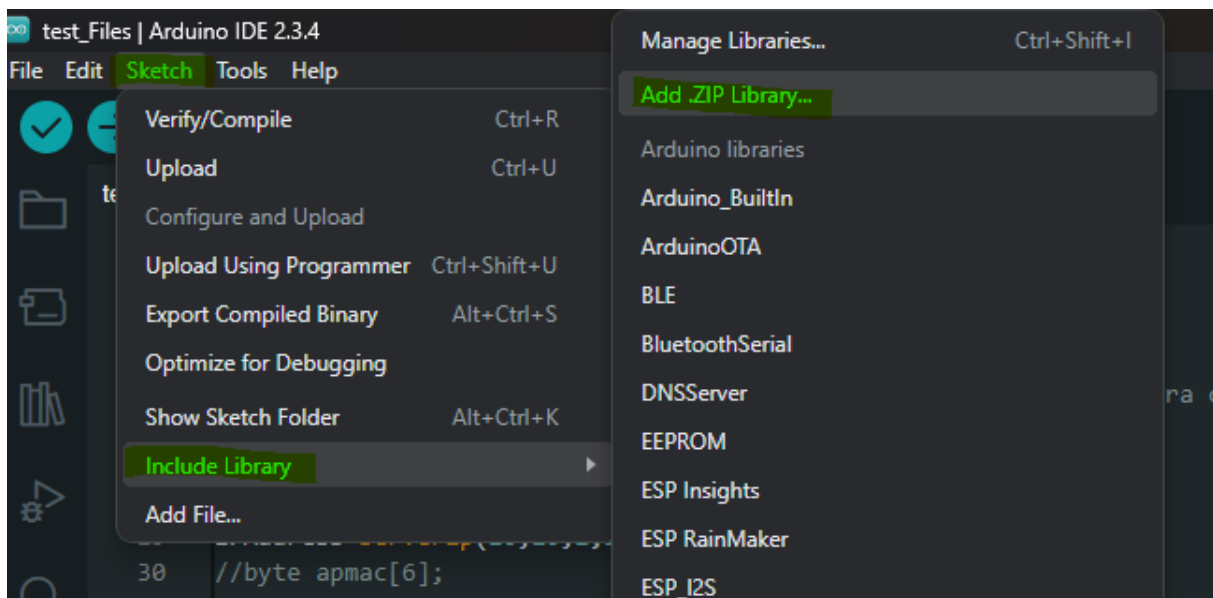 test_Files | Arduino IDE 2.3.4
File Edit Sketch Tools Help
Verify/Compile Ctrl+R
Upload Ctrl+U
Configure and Upload
Upload Using Programmer Ctrl+Shift+U
Export Compiled Binary Alt+Ctrl+S
Optimize for Debugging
Show Sketch Folder Alt+Ctrl+K
Include Library
Add File...
30 //byte apmac[6];
Manage Libraries... Ctrl+Shift+I
Add .ZIP Library...
Arduino libraries
Arduino_BuiltIn
ArduinoOTA
BLE
BluetoothSerial
DNSServer
EEPROM
ESP Insights
ESP RainMaker
ESP_I2S